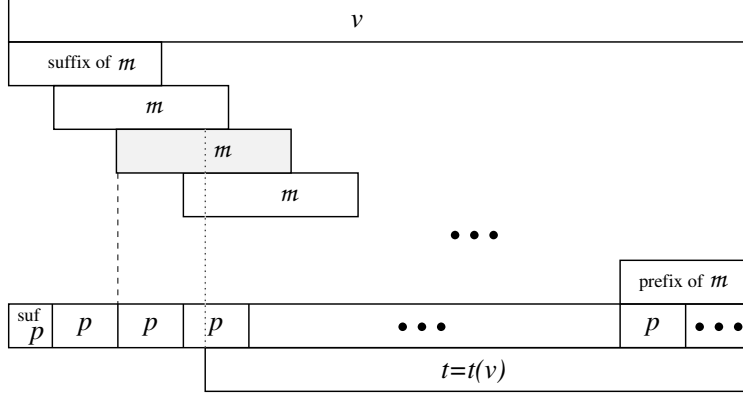 v
suffix of m
m
m
m
• • •
prefix of m
suf p p p p • • • p • • •
t=t(v)